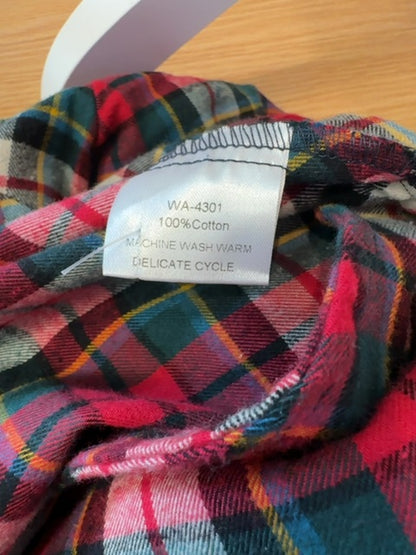 WA-4301
100%Cotton
MACHINE WASH WARM
DELICATE CYCLE